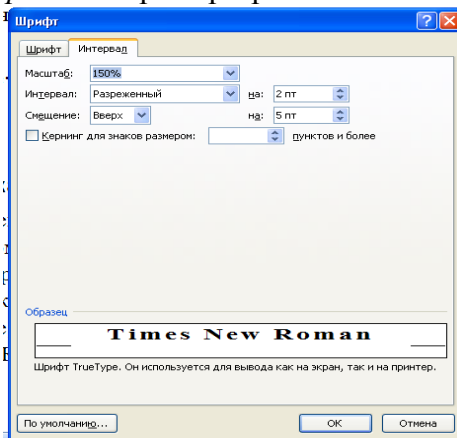 Шрифт
Шрифт Интервал
Масштаб: 150%
Интервал: Разреженный на: 2 пт
Смещение: Вверх на: 5 пт
Кернинг для знаков размером: пунктов и более
Образец
Times New Roman
Шрифт TrueType. Он используется для вывода как на экран, так и на принтер.
По умолчанию... ОК Отмена